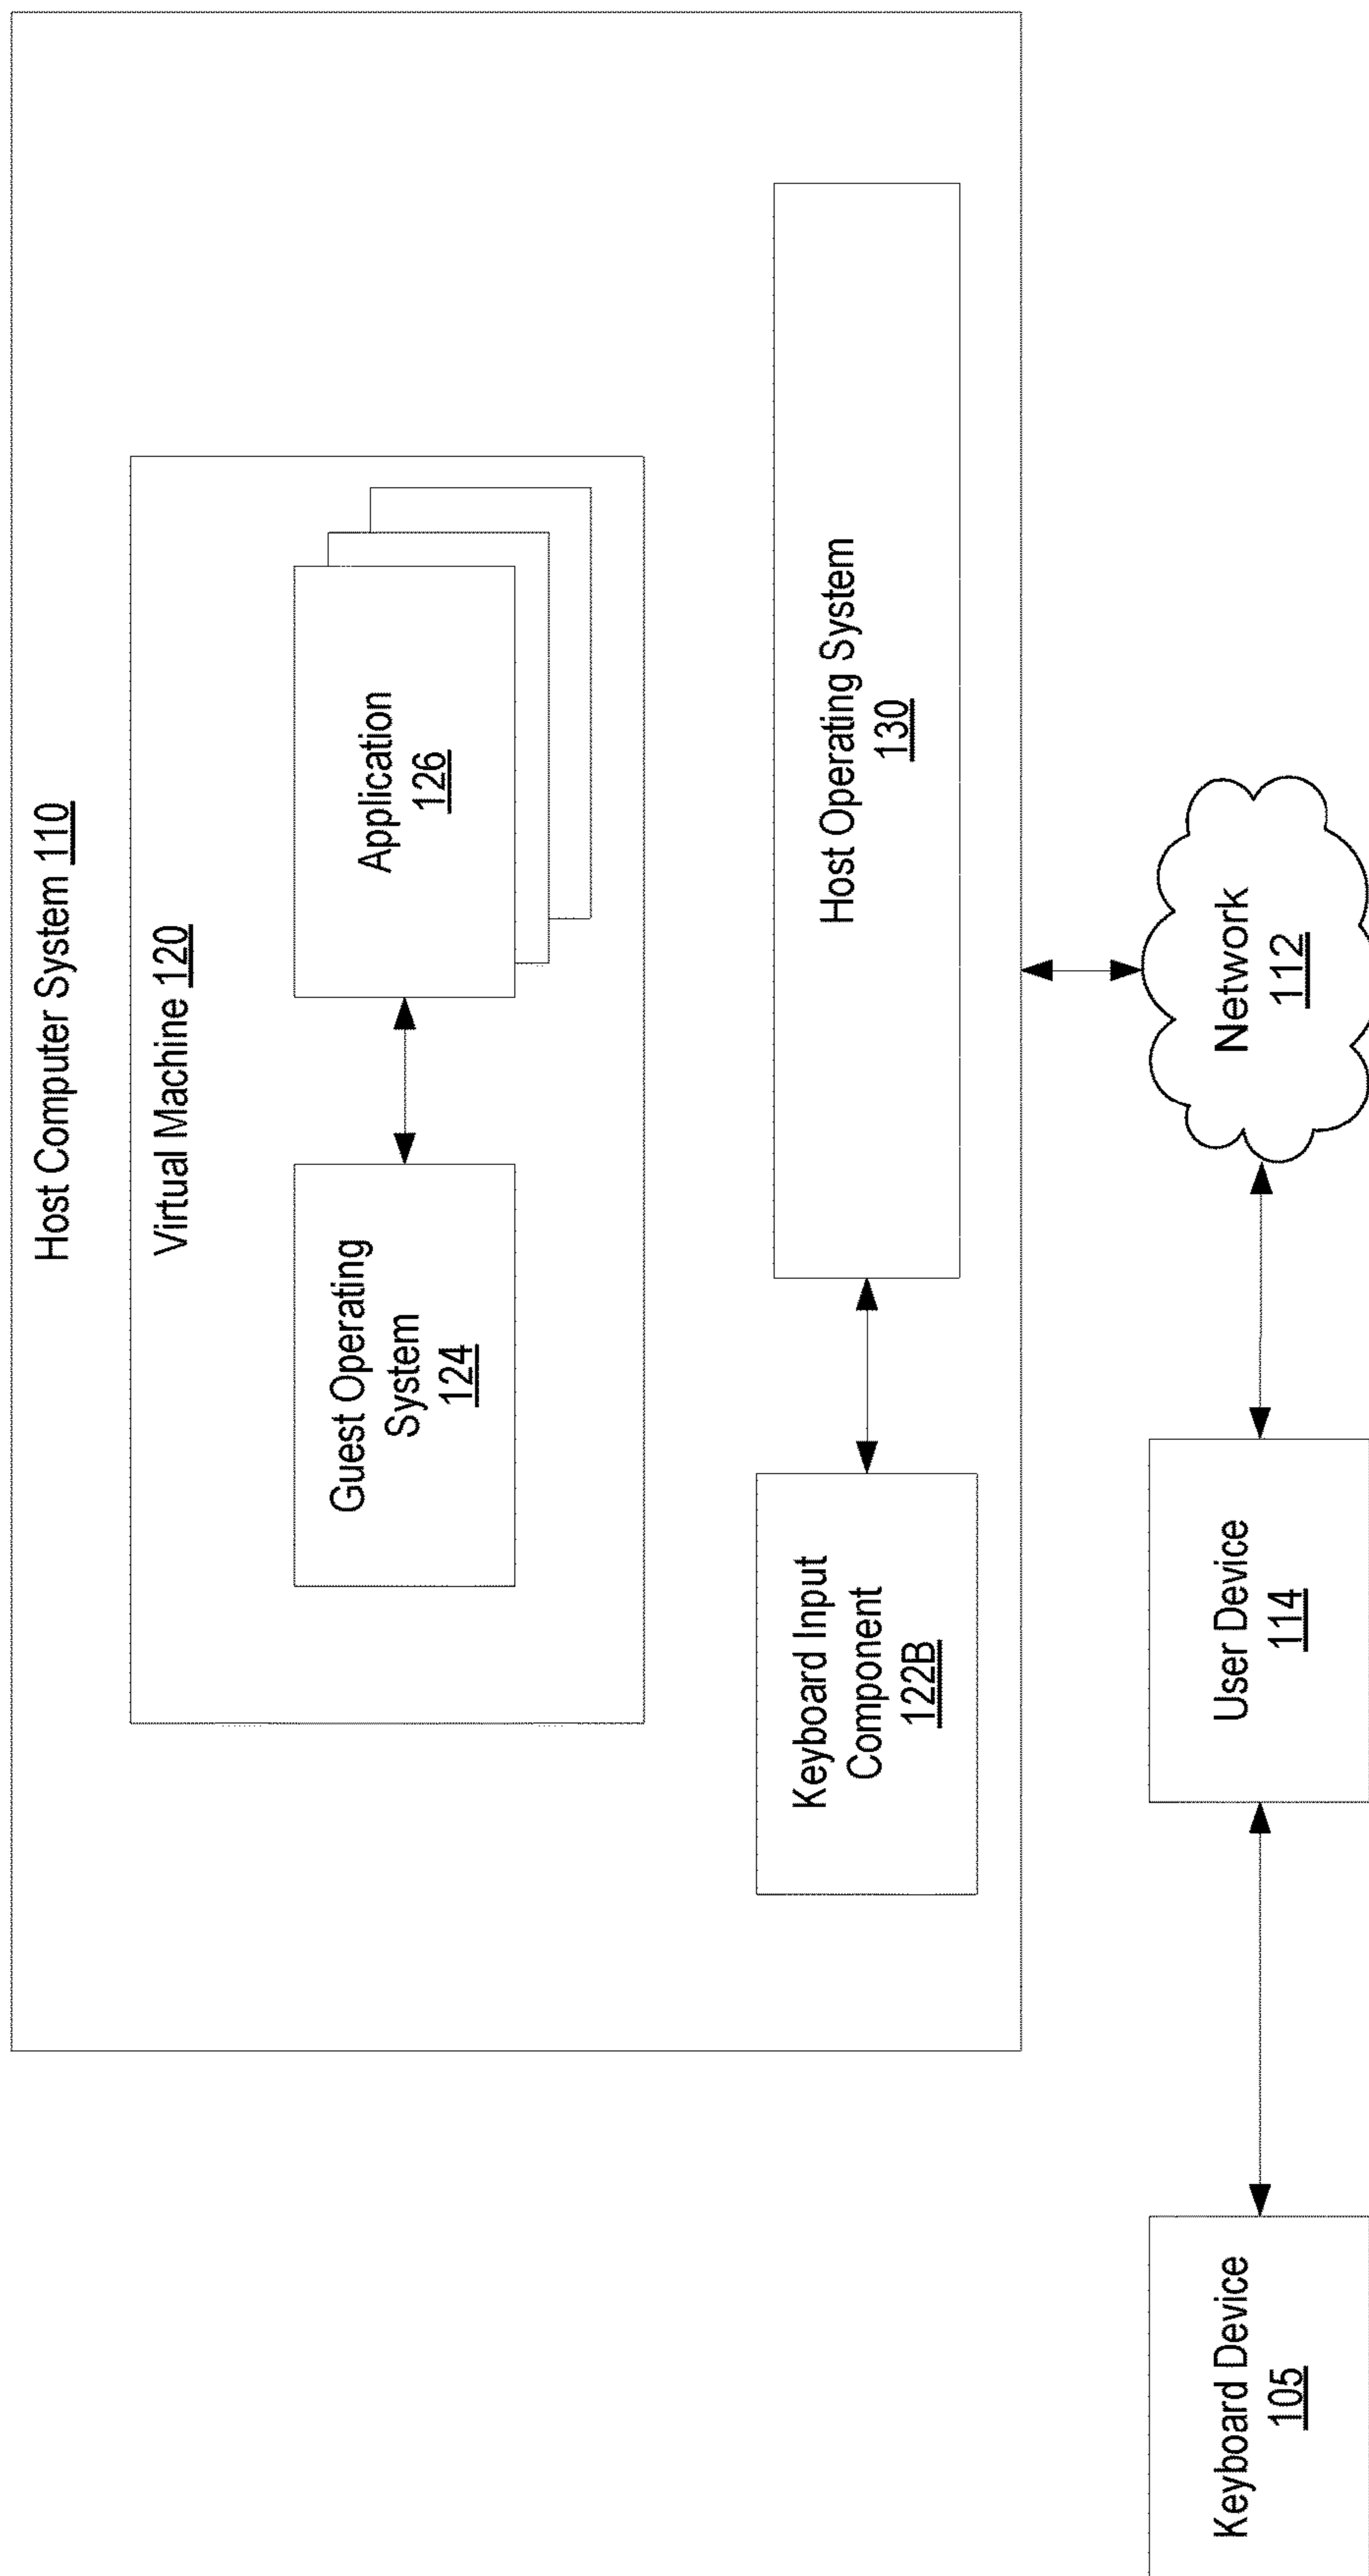 Host Computer System 110
Virtual Machine 120
Guest Operating
System
124
Application
126
Keyboard Input
Component
122B
Host Operating System
130
Keyboard Device
105
User Device
114
Network
112